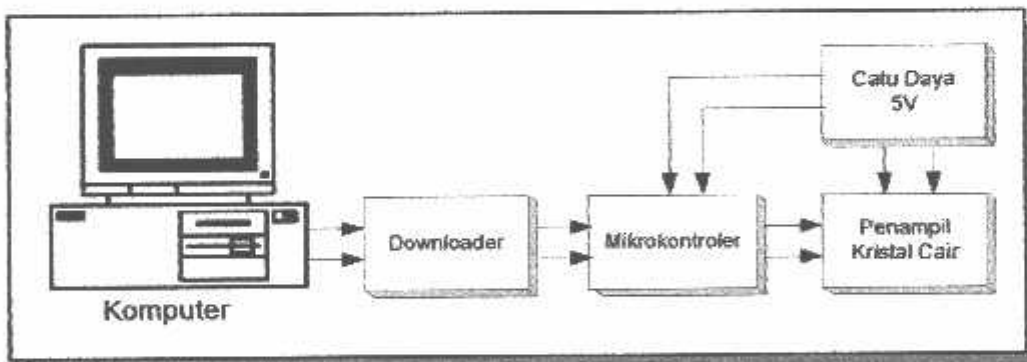 Catu Daya
5V
Downloader
Mikrokontroler
Penampil
Kristal Cair
Komputer